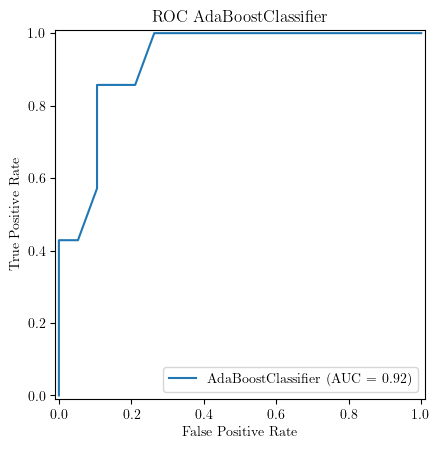 ROC AdaBoostClassifier
True Positive Rate
1.0
0.8
0.6
0.4
0.2
0.0
AdaBoostClassifier (AUC = 0.92)
0.0 0.2 0.4 0.6 0.8 1.0
False Positive Rate